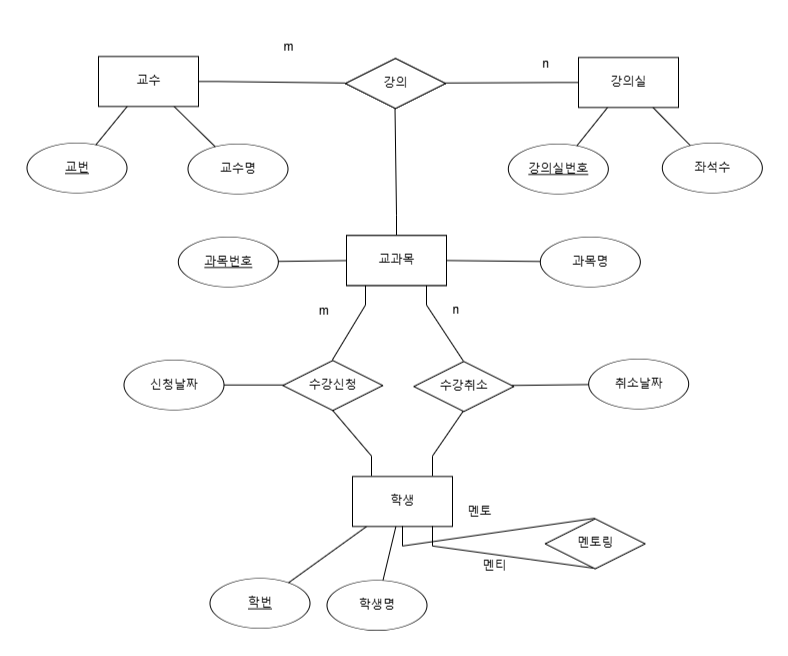 m
n
교수
강의
강의실
교번
교수명
강의실번호
좌석수
과목번호
교과목
과목명
m
n
신청날짜
수강신청
수강취소
취소날짜
학생
멘토
멘토링
멘티
학번
학생명